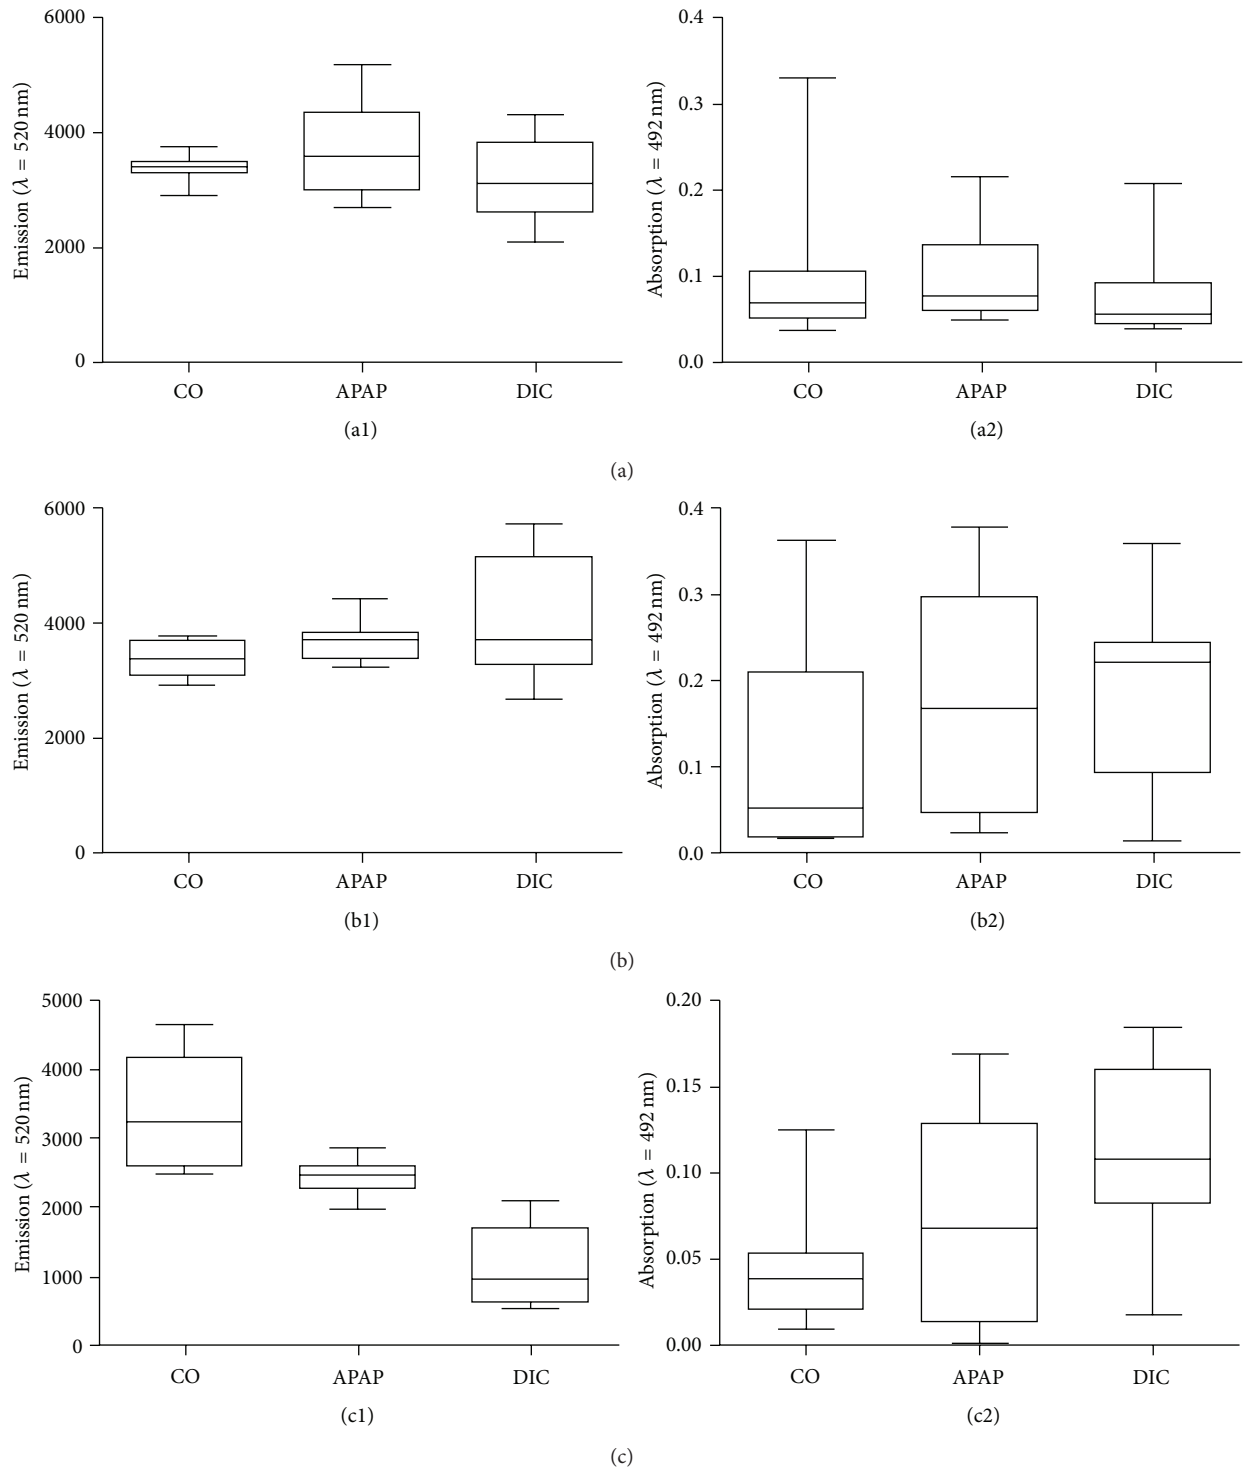 Emission (λ = 520 nm)
6000
4000
2000
0
CO APAP DIC
(a1)
Absorption (λ = 492 nm)
0.4
0.3
0.2
0.1
0.0
CO APAP DIC
(a2)
(a)
Emission (λ = 520 nm)
6000
4000
2000
0
CO APAP DIC
(b1)
Absorption (λ = 492 nm)
0.4
0.3
0.2
0.1
0.0
CO APAP DIC
(b2)
(b)
Emission (λ = 520 nm)
5000
4000
3000
2000
1000
0
CO APAP DIC
(c1)
Absorption (λ = 492 nm)
0.20
0.15
0.10
0.05
0.00
CO APAP DIC
(c2)
(c)